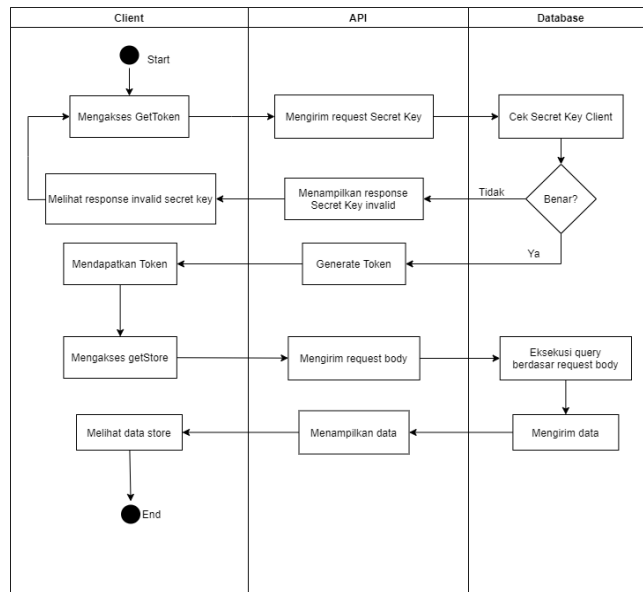 Client
API
Database
Start
Mengakses GetToken
Mengirim request Secret Key
Cek Secret Key Client
Melihat response invalid secret key
Menampilkan response
Secret Key invalid
Tidak
Benar?
Ya
Mendapatkan Token
Generate Token
Mengakses getStore
Mengirim request body
Eksekusi query
berdasar request body
Melihat data store
Menampilkan data
Mengirim data
End